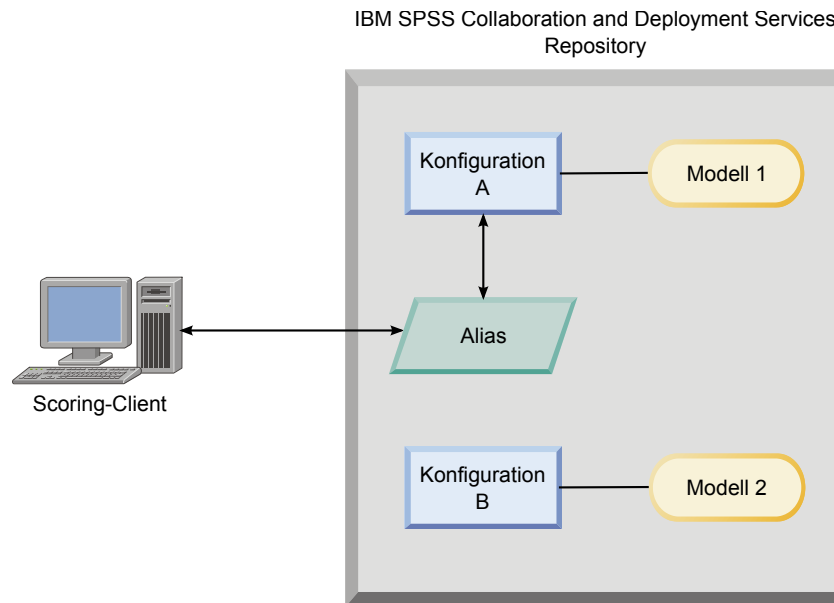 IBM SPSS Collaboration and Deployment Services
Repository
Konfiguration
A
Modell 1
Alias
Scoring-Client
Konfiguration
B
Modell 2